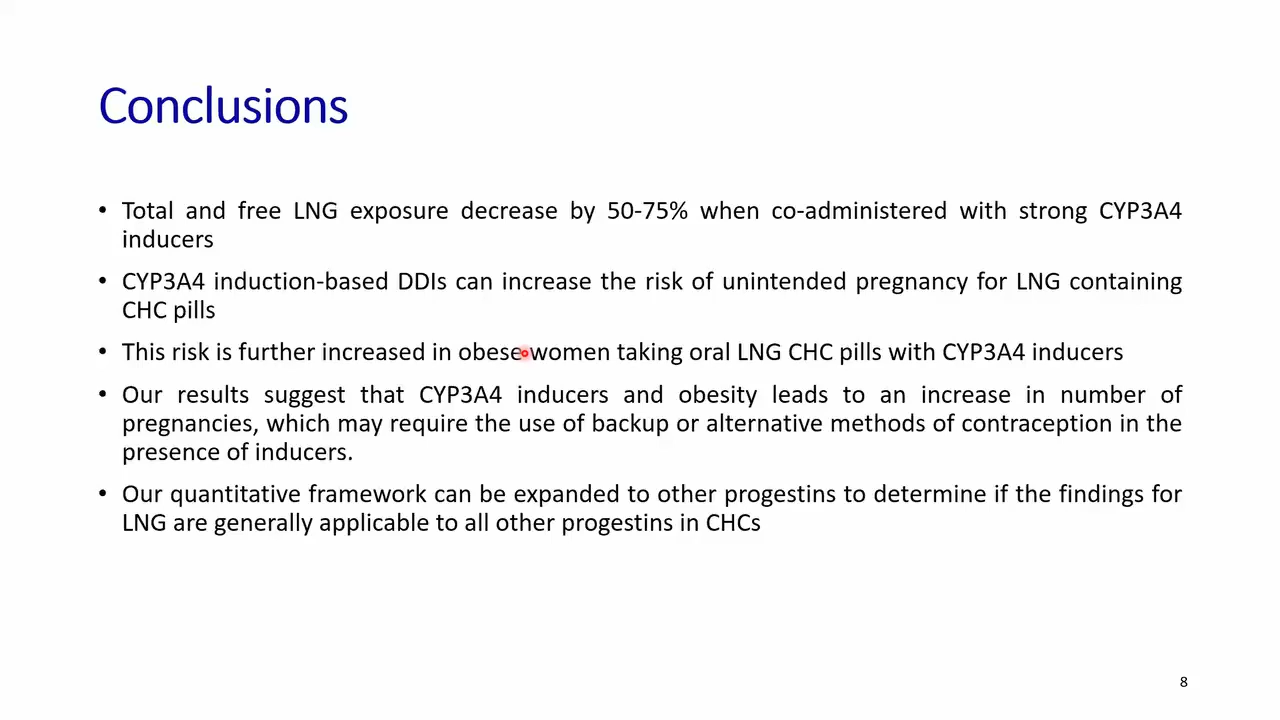 Conclusions
• Total and free LNG exposure decrease by 50-75% when co-administered with strong CYP3A4
inducers
• CYP3A4 induction-based DDIs can increase the risk of unintended pregnancy for LNG containing
CHC pills
• This risk is further increased in obese women taking oral LNG CHC pills with CYP3A4 inducers
• Our results suggest that CYP3A4 inducers and obesity leads to an increase in number of
pregnancies, which may require the use of backup or alternative methods of contraception in the
presence of inducers.
• Our quantitative framework can be expanded to other progestins to determine if the findings for
LNG are generally applicable to all other progestins in CHCs
8